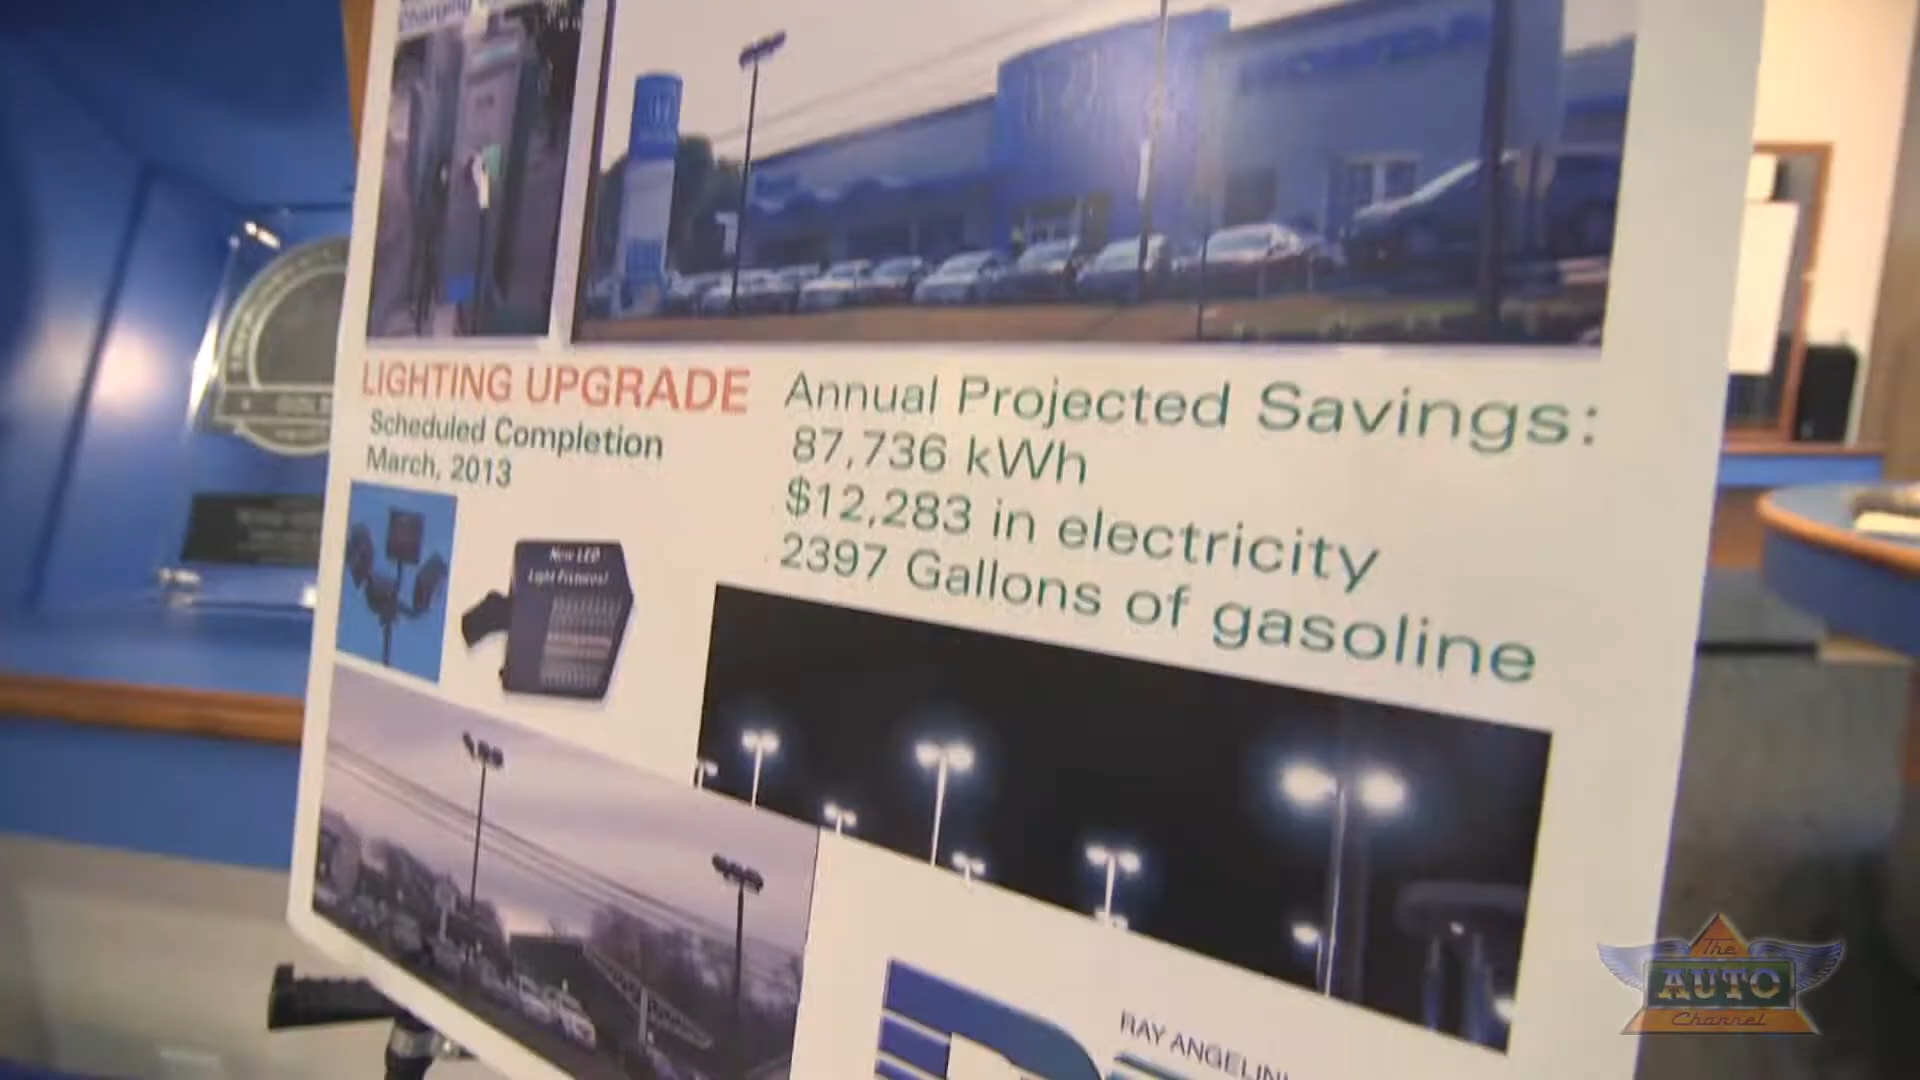 Charging
LIGHTING UPGRADE
Scheduled Completion
March, 2013
Annual Projected Savings:
87,736 kWh
$12,283 in electricity
2397 Gallons of gasoline
New LED
Light Fixtures!
RAY ANGELINI
The
AUTO
Channel